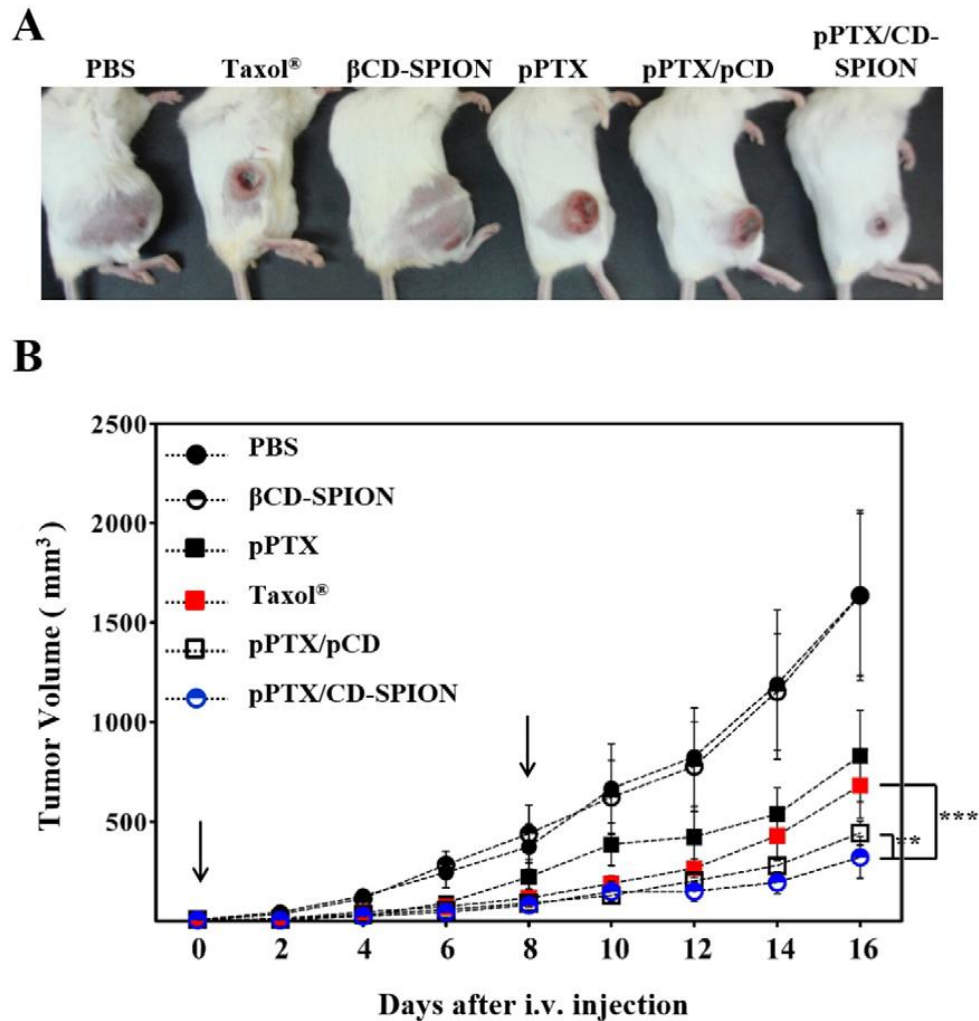 A
PBS Taxol® βCD-SPION pPTX pPTX/pCD pPTX/CD-
SPION
B
Tumor Volume ( mm³ )
2500
2000
1500
1000
500
PBS
βCD-SPION
pPTX
Taxol®
pPTX/pCD
pPTX/CD-SPION
***
**
0 2 4 6 8 10 12 14 16
Days after i.v. injection